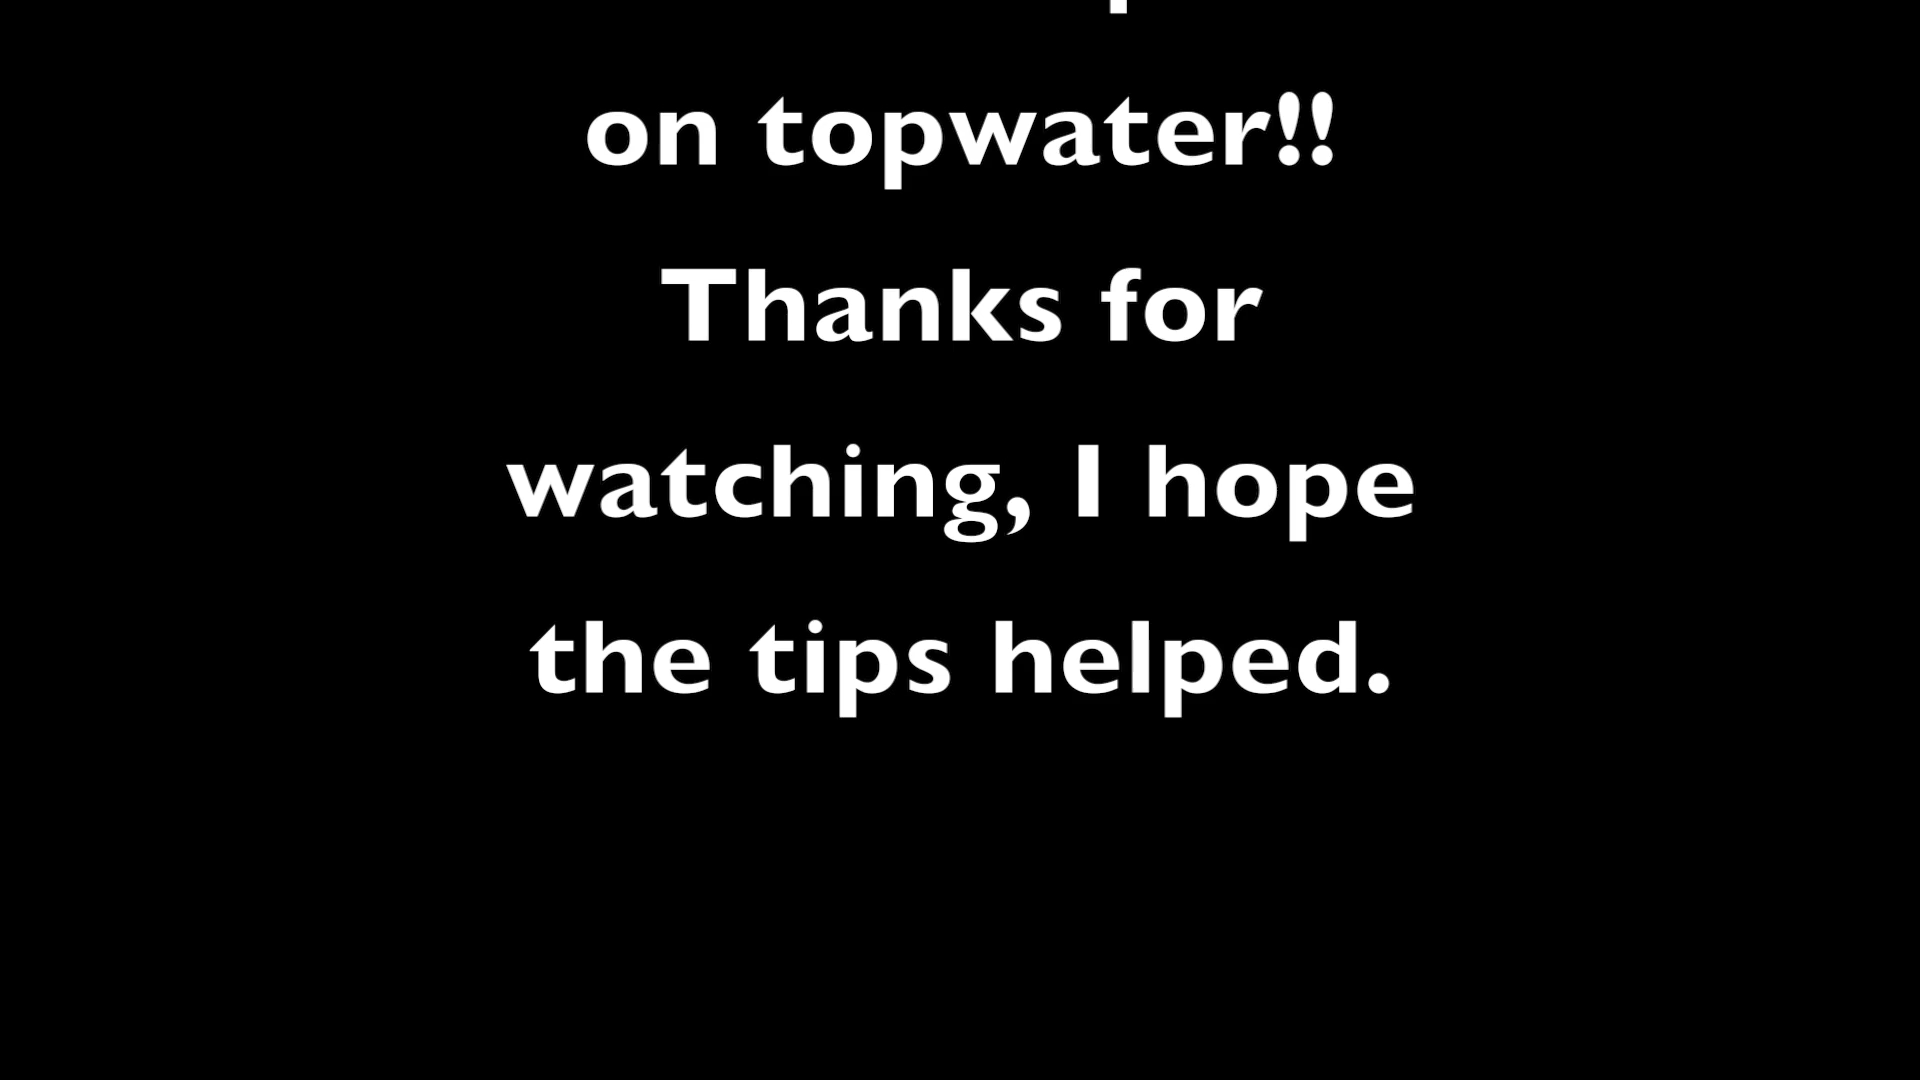 on topwater!!
Thanks for
watching, I hope
the tips helped.